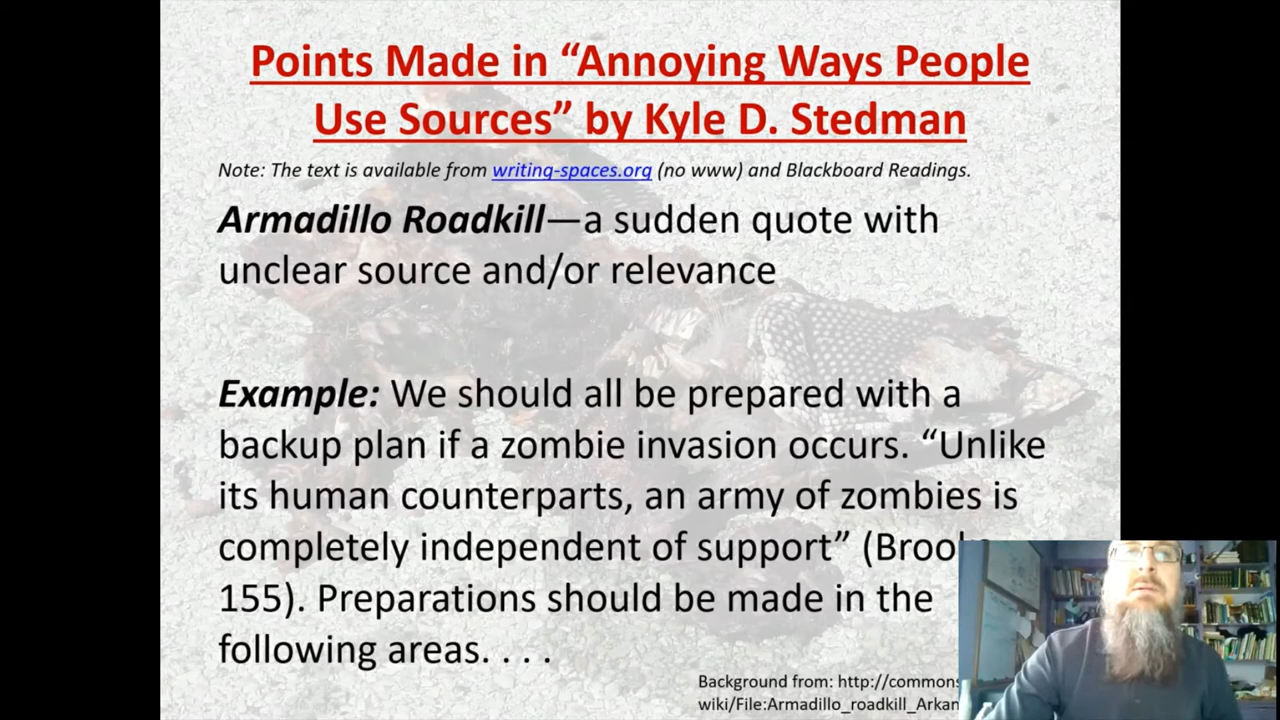 Points Made in “Annoying Ways People
Use Sources” by Kyle D. Stedman
Note: The text is available from writing-spaces.org (no www) and Blackboard Readings.
Armadillo Roadkill—a sudden quote with
unclear source and/or relevance
Example: We should all be prepared with a
backup plan if a zombie invasion occurs. “Unlike
its human counterparts, an army of zombies is
completely independent of support” (Brooks
155). Preparations should be made in the
following areas. . . .
Background from: http://commons
wiki/File:Armadillo_roadkill_Arkan